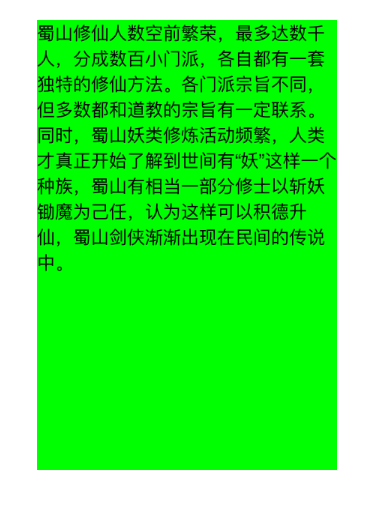 蜀山修仙人数空前繁荣，最多达数千
人，分成数百小门派，各自都有一套
独特的修仙方法。各门派宗旨不同，
但多数都和道教的宗旨有一定联系。
同时，蜀山妖类修炼活动频繁，人类
才真正开始了解到世间有“妖”这样一个
种族，蜀山有相当一部分修士以斩妖
锄魔为己任，认为这样可以积德升
仙，蜀山剑侠渐渐出现在民间的传说
中。